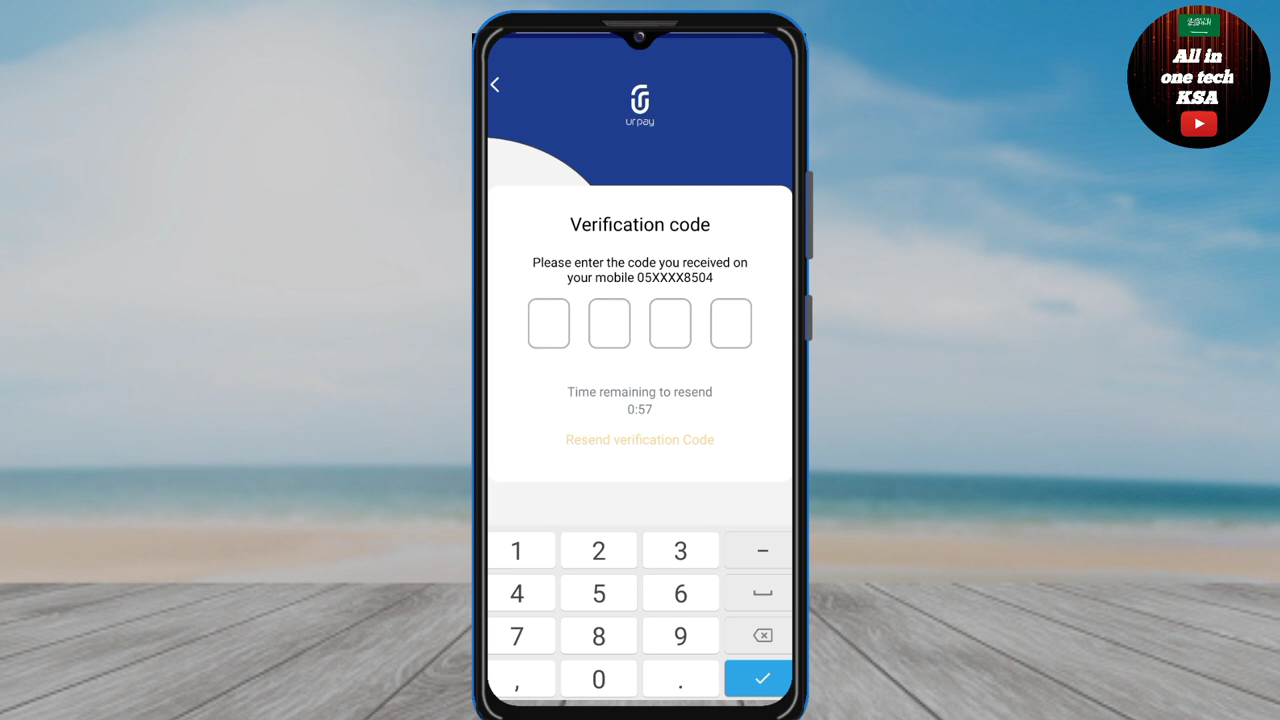 All in
one tech
KSA
urpay
Verification code
Please enter the code you received on
your mobile 05XXXX8504
Time remaining to resend
0:57
Resend verification Code
1 2 3 -
4 5 6
7 8 9
, 0 .